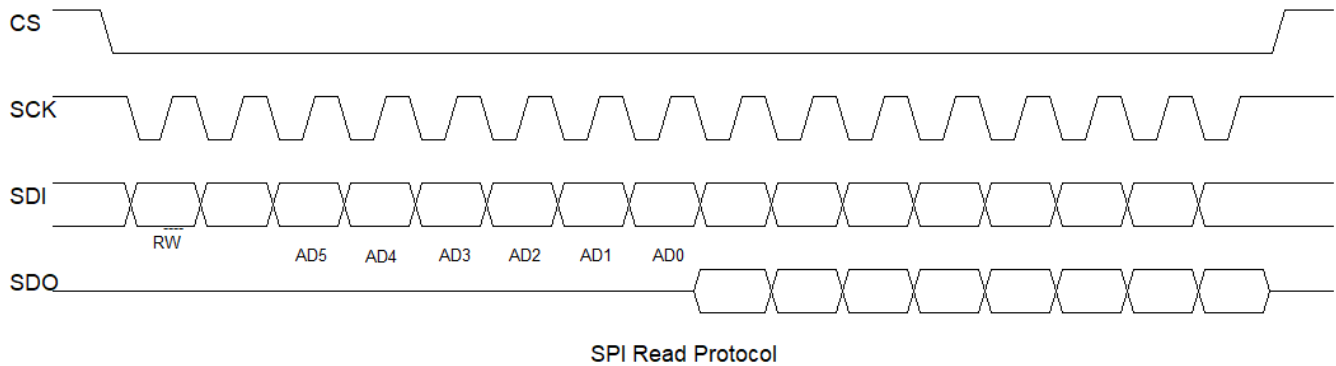 CS
SCK
SDI
RW
AD5 AD4 AD3 AD2 AD1 AD0
SDO
SPI Read Protocol